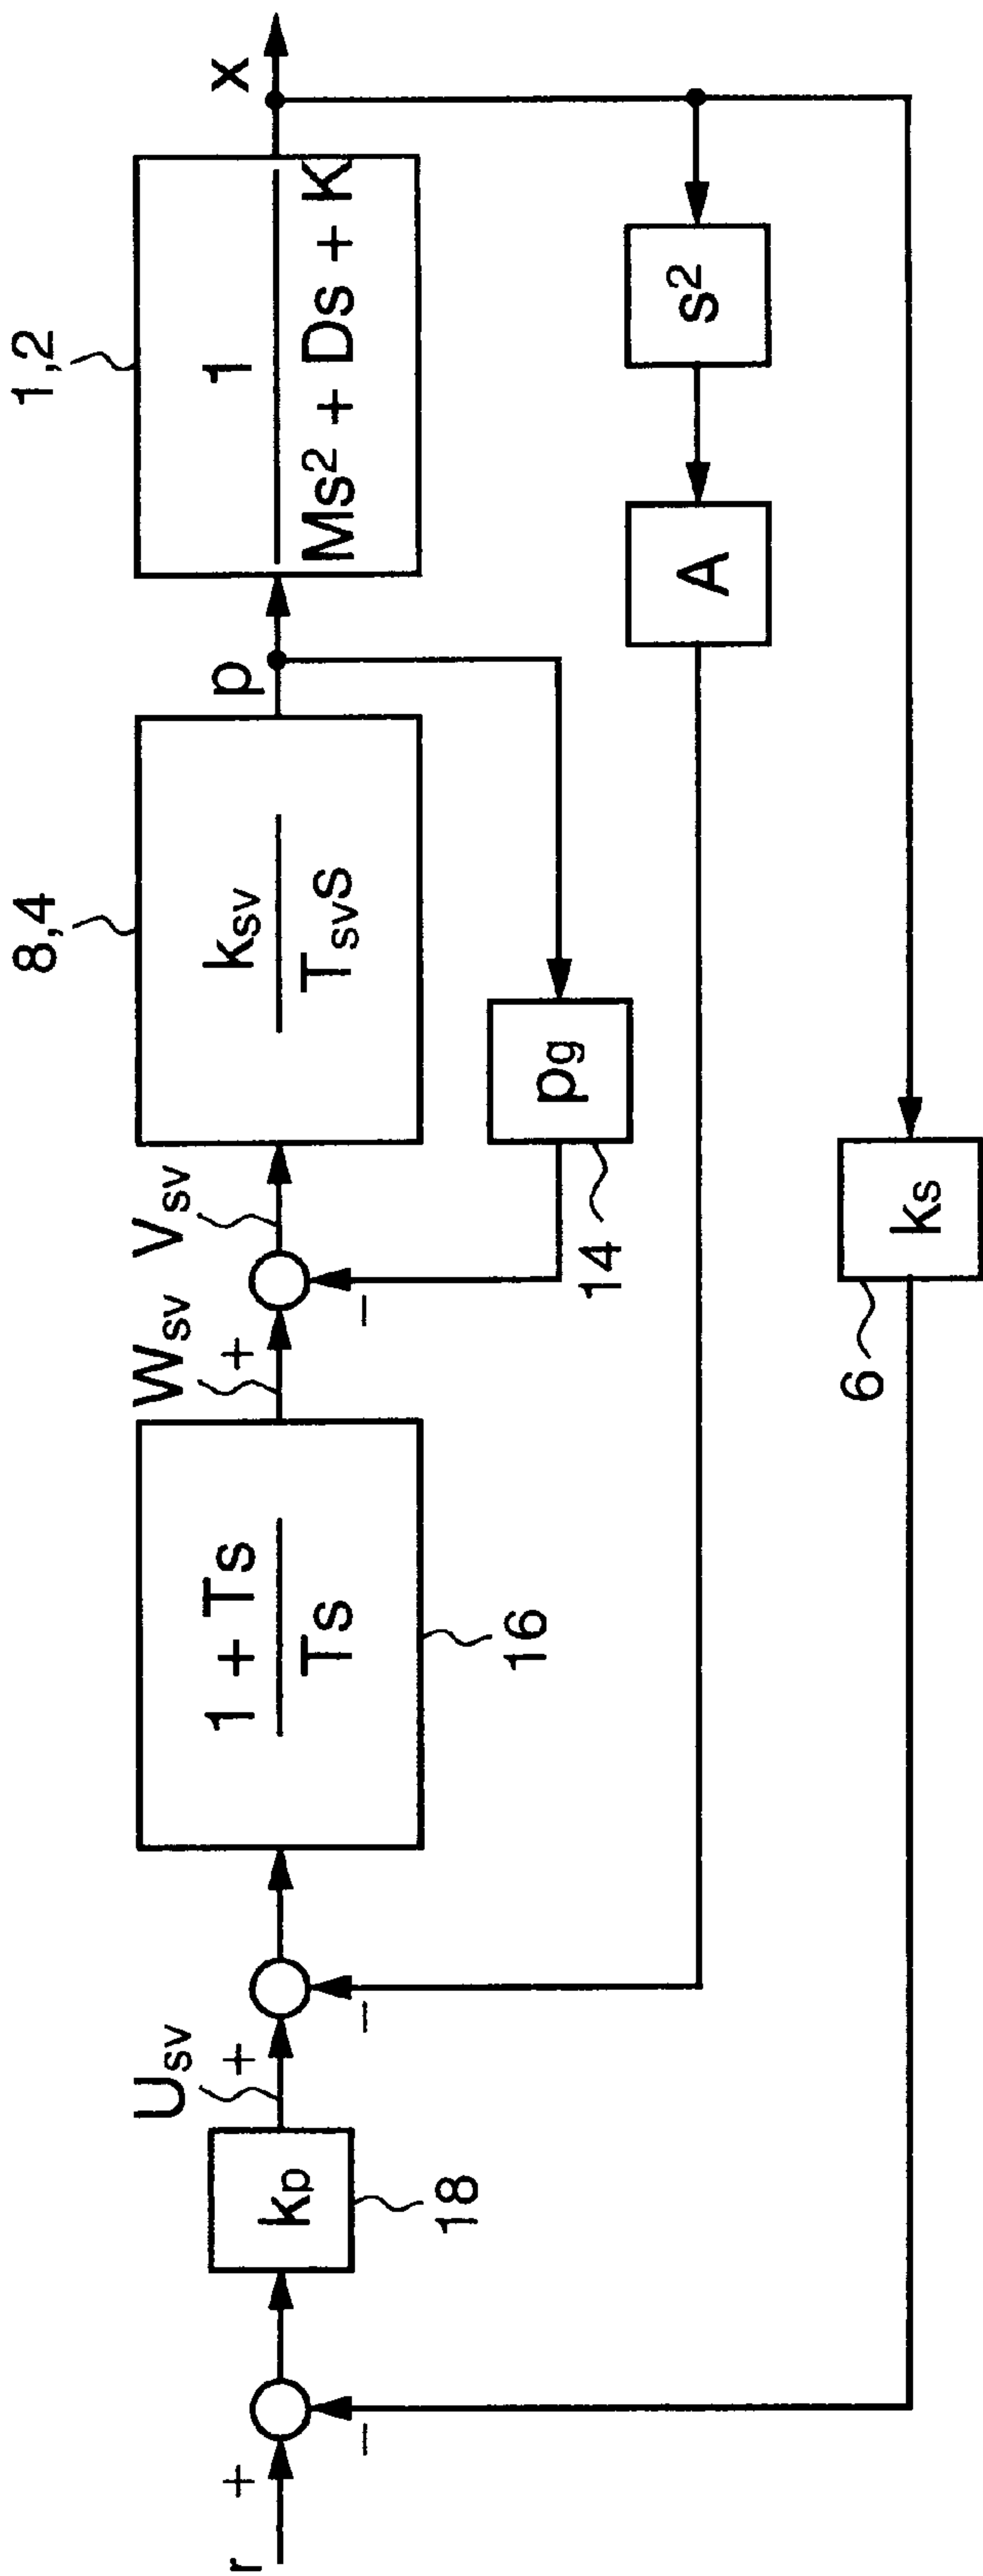 r
+
−
kp
18
Usv
+
−
1 + Ts
Ts
16
Wsv
+
−
Vsv
ksv
Tsvs
8,4
p
pg
14
1
Ms² + Ds + K
1,2
x
s²
A
ks
6